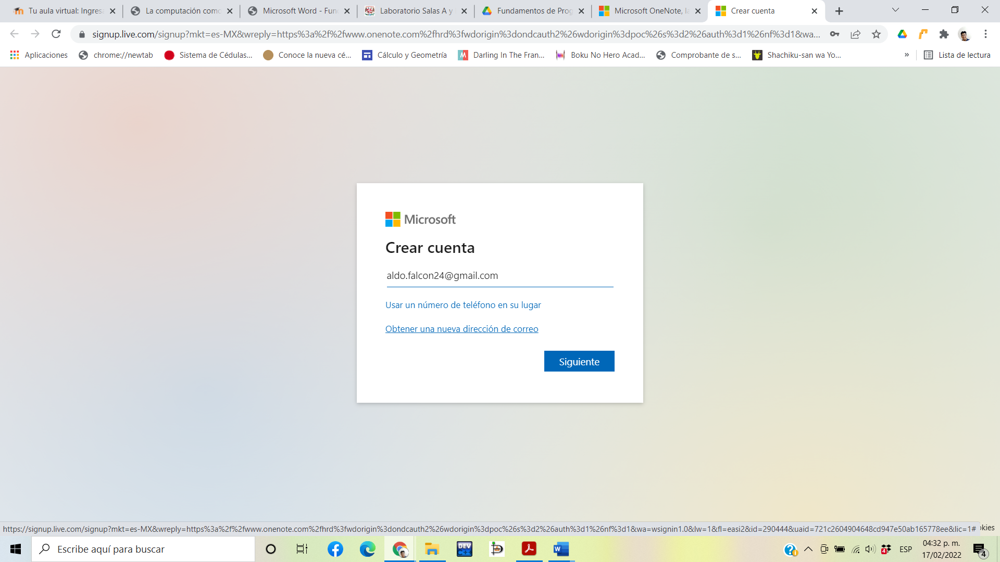 Tu aula virtual: Ingresa
La computación como
Microsoft Word - Fun
Laboratorio Salas A y
Fundamentos de Prog
Microsoft OneNote, la
Crear cuenta
signup.live.com/signup?mkt=es-MX&wreply=https%3a%2f%2fwww.onenote.com%2fhrd%3fwdorigin%3dondcauth2%26wdorigin%3dpoc%26s%3d2%26auth%3d1%26nf%3d1&wa...
Aplicaciones
chrome://newtab
Sistema de Cédulas...
Conoce la nueva cé...
Cálculo y Geometría
Darling In The Fran...
Boku No Hero Acad...
Comprobante de s...
Shachiku-san wa Yo...
»
Lista de lectura
Microsoft
Crear cuenta
aldo.falcon24@gmail.com
Usar un número de teléfono en su lugar
Obtener una nueva dirección de correo
Siguiente
https://signup.live.com/signup?mkt=es-MX&wreply=https%3a%2f%2fwww.onenote.com%2fhrd%3fwdorigin%3dondcauth2%26wdorigin%3dpoc%26s%3d2%26auth%3d1%26nf%3d1&wa=wsignin1.0&lw=1&fl=easi2&id=290444&uaid=721c2604904648cd947e50ab165778ee&lic=1#
okies
Escribe aquí para buscar
DEV
C++
W
4
ESP
04:32 p. m.
17/02/2022
4